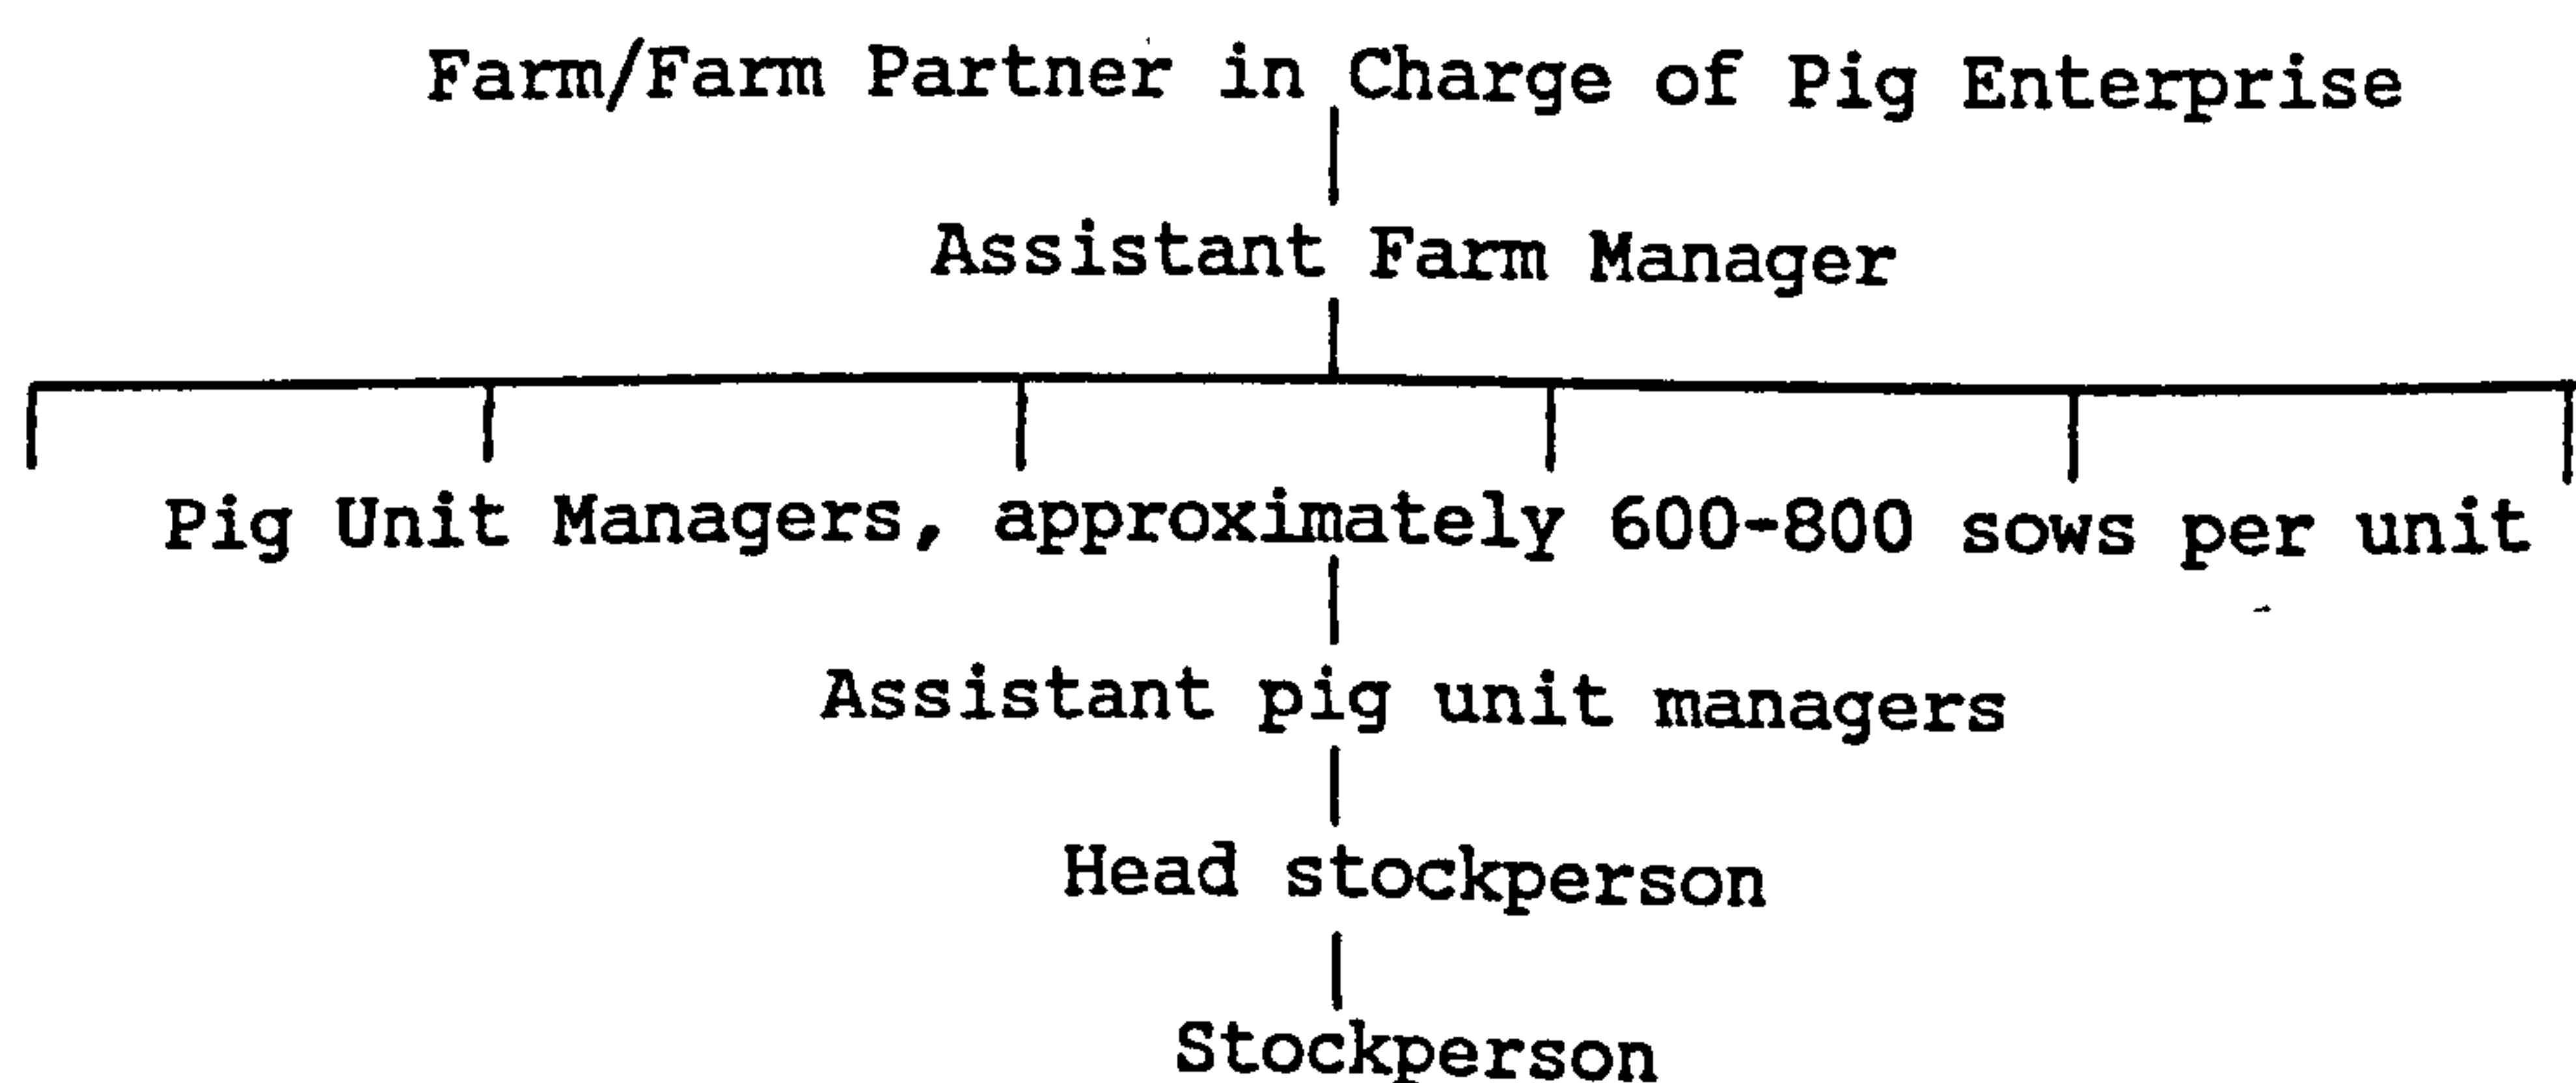 Farm/Farm Partner in Charge of Pig Enterprise
Assistant Farm Manager
Pig Unit Managers, approximately 600-800 sows per unit
Assistant pig unit managers
Head stockperson
Stockperson